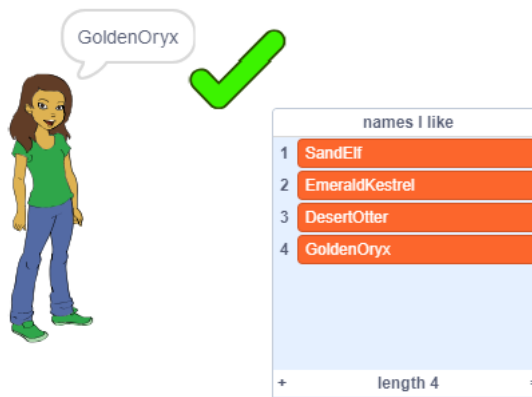 GoldenOryx
names I like
1 SandElf
2 EmeraldKestrel
3 DesertOtter
4 GoldenOryx
+ length 4 =